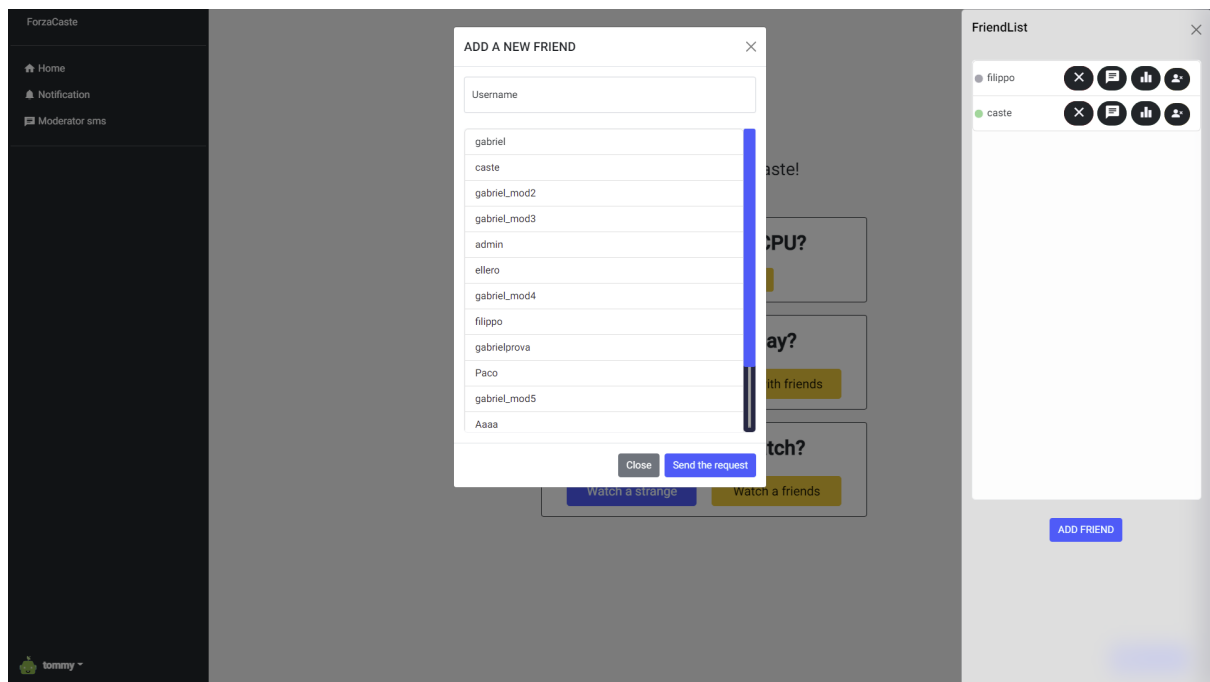 ForzaCaste
Home
Notification
Moderator sms
tommy
ADD A NEW FRIEND
Username
gabriel
caste
gabriel_mod2
gabriel_mod3
admin
ellero
gabriel_mod4
filippo
gabrielprova
Paco
gabriel_mod5
Aaaa
Close Send the request
aste!
CPU?
ay?
ith friends
tch?
Watch a strange Watch a friends
FriendList
filippo
caste
ADD FRIEND